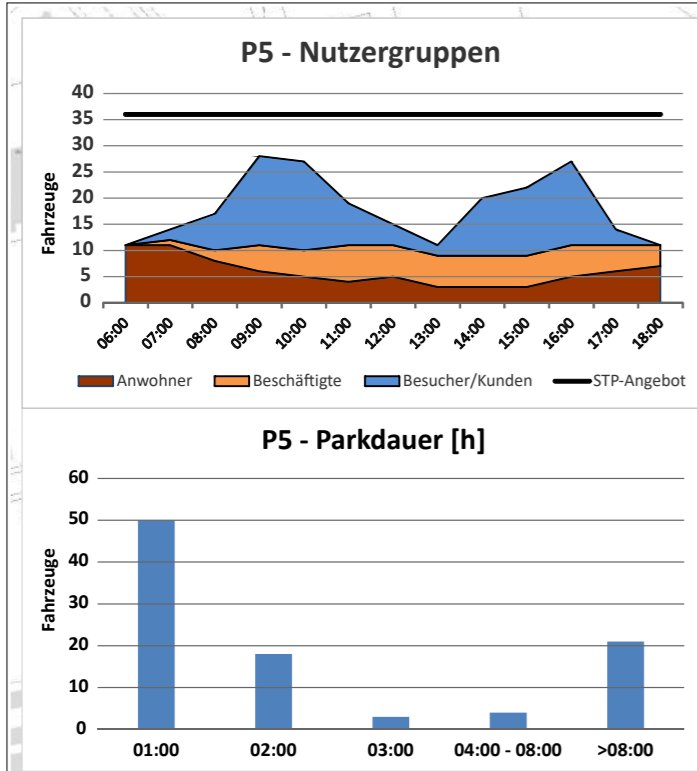 P5 - Nutzergruppen
Fahrzeuge
40
35
30
25
20
15
10
5
0
06:00 07:00 08:00 09:00 10:00 11:00 12:00 13:00 14:00 15:00 16:00 17:00 18:00
Anwohner Beschäftigte Besucher/Kunden STP-Angebot
P5 - Parkdauer [h]
Fahrzeuge
60
50
40
30
20
10
0
01:00 02:00 03:00 04:00 - 08:00 >08:00